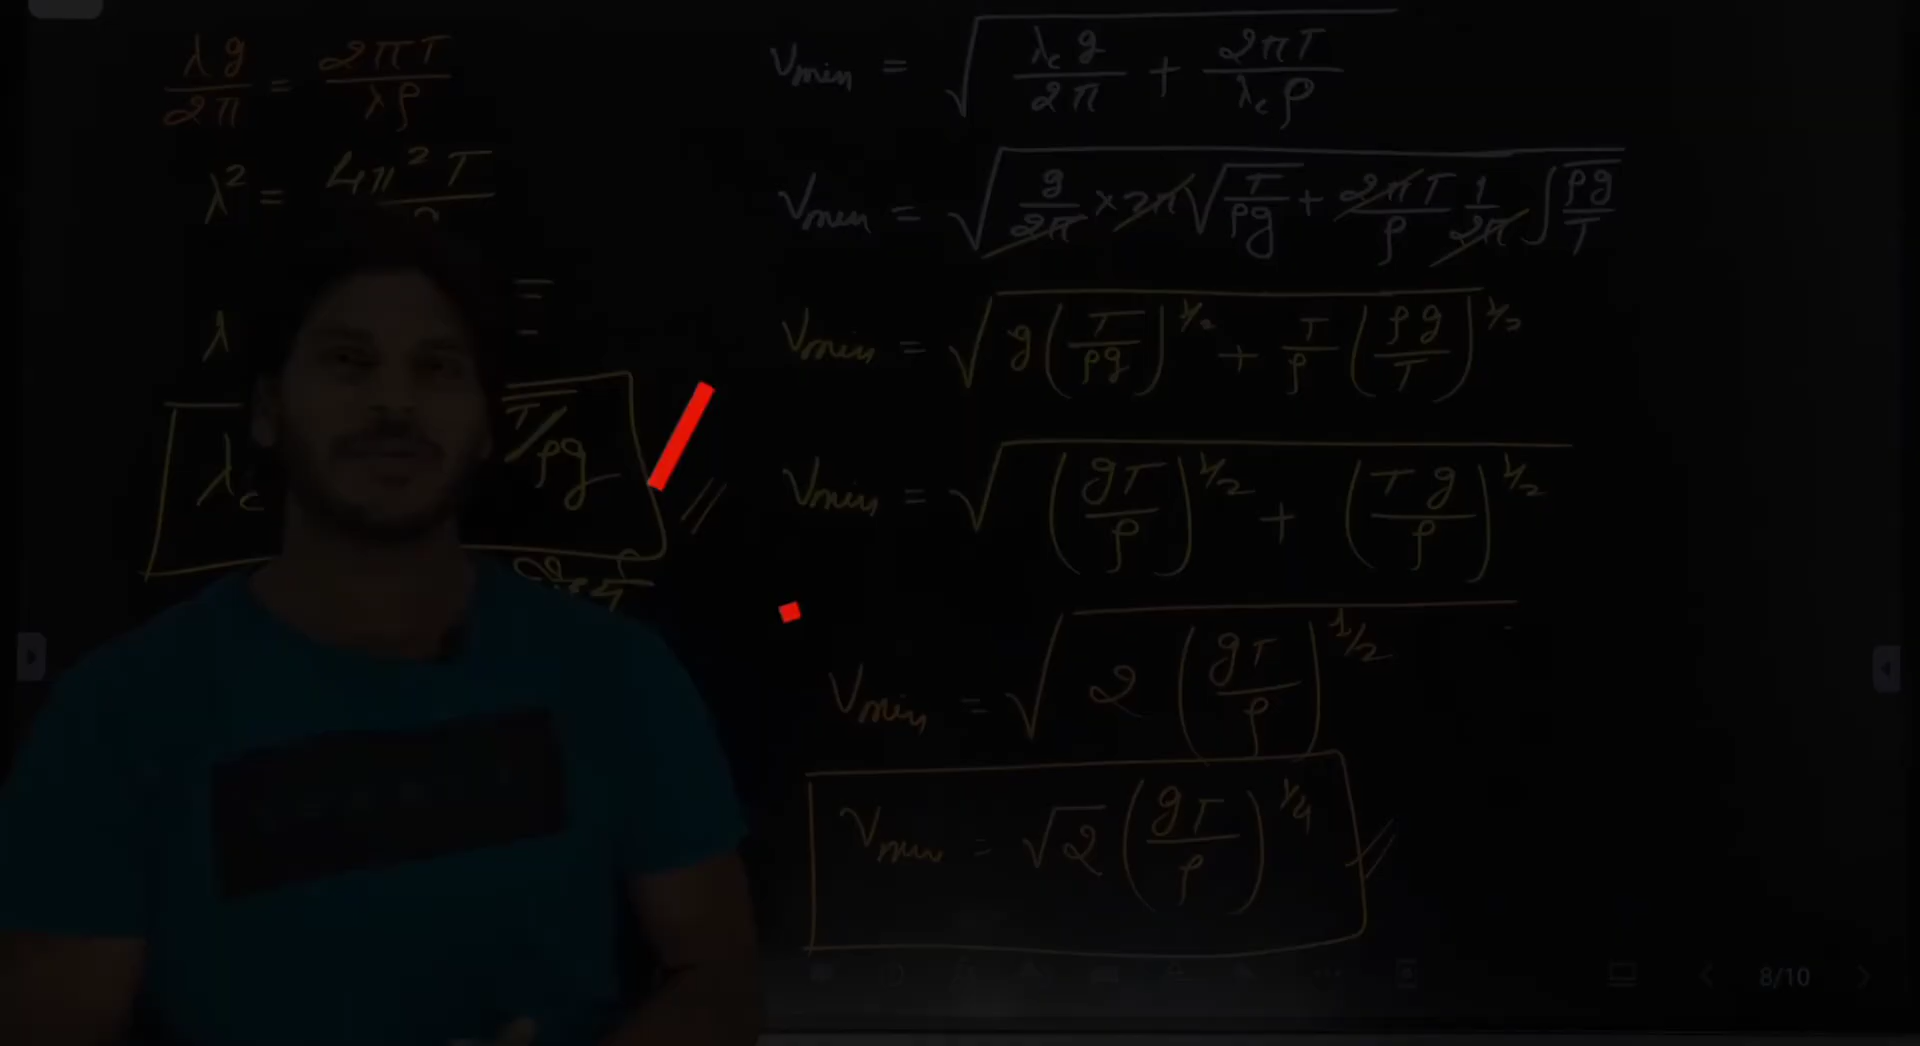 λg/2π = 2πT/λρ
λ² = 4π²T
λ
λc T/ρg
Vmin = √(λc g/2π + 2πT/λc ρ)
Vmin = √(g/2π × 2π √(T/ρg) + 2πT/ρ 1/2π √(ρg/T))
Vmin = √(g (T/ρg)^1/2 + T/ρ (ρg/T)^1/2)
Vmin = √((gT/ρ)^1/2 + (Tg/ρ)^1/2)
Vmin = √(2 (gT/ρ)^1/2)
Vmin = √2 (gT/ρ)^1/4
8/10